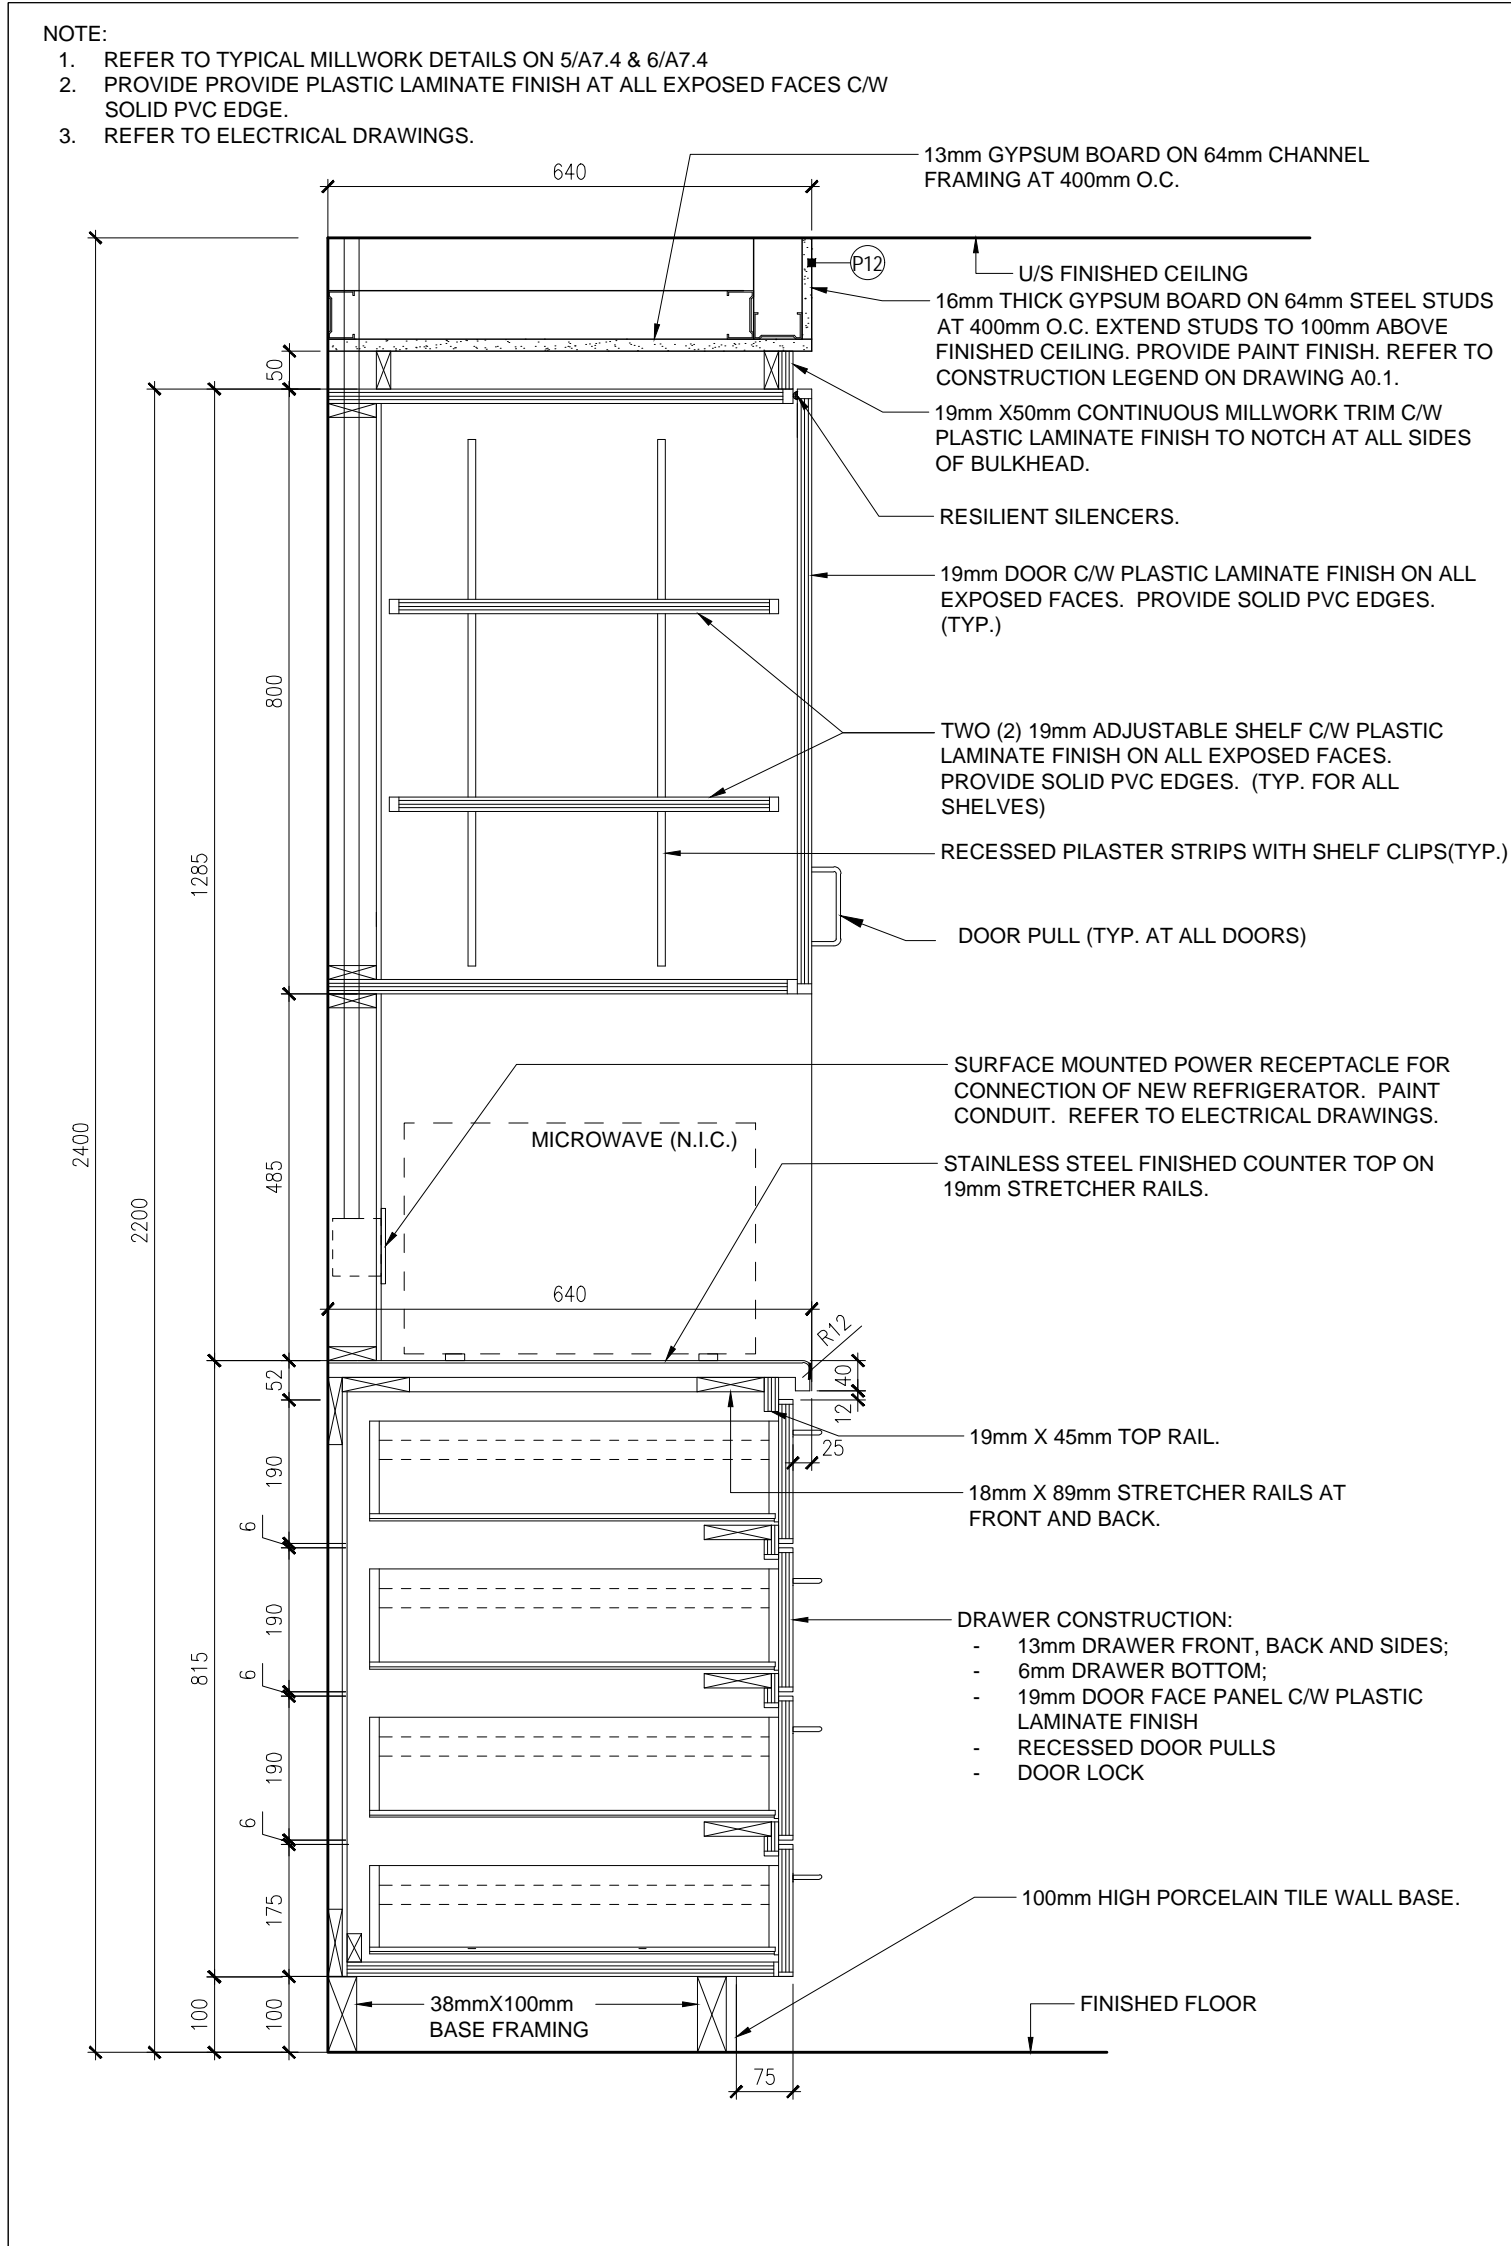 NOTE:
1. REFER TO TYPICAL MILLWORK DETAILS ON 5/A7.4 & 6/A7.4
2. PROVIDE PROVIDE PLASTIC LAMINATE FINISH AT ALL EXPOSED FACES C/W
SOLID PVC EDGE.
3. REFER TO ELECTRICAL DRAWINGS.
640
13mm GYPSUM BOARD ON 64mm CHANNEL
FRAMING AT 400mm O.C.
P12
U/S FINISHED CEILING
16mm THICK GYPSUM BOARD ON 64mm STEEL STUDS
AT 400mm O.C. EXTEND STUDS TO 100mm ABOVE
FINISHED CEILING. PROVIDE PAINT FINISH. REFER TO
CONSTRUCTION LEGEND ON DRAWING A0.1.
50
19mm X50mm CONTINUOUS MILLWORK TRIM C/W
PLASTIC LAMINATE FINISH TO NOTCH AT ALL SIDES
OF BULKHEAD.
RESILIENT SILENCERS.
19mm DOOR C/W PLASTIC LAMINATE FINISH ON ALL
EXPOSED FACES. PROVIDE SOLID PVC EDGES.
(TYP.)
800
TWO (2) 19mm ADJUSTABLE SHELF C/W PLASTIC
LAMINATE FINISH ON ALL EXPOSED FACES.
PROVIDE SOLID PVC EDGES. (TYP. FOR ALL
SHELVES)
1285
RECESSED PILASTER STRIPS WITH SHELF CLIPS(TYP.)
DOOR PULL (TYP. AT ALL DOORS)
SURFACE MOUNTED POWER RECEPTACLE FOR
CONNECTION OF NEW REFRIGERATOR. PAINT
CONDUIT. REFER TO ELECTRICAL DRAWINGS.
2400
MICROWAVE (N.I.C.)
485
STAINLESS STEEL FINISHED COUNTER TOP ON
19mm STRETCHER RAILS.
2200
640
R12
52
40
12
25
19mm X 45mm TOP RAIL.
190
18mm X 89mm STRETCHER RAILS AT
FRONT AND BACK.
6
190
DRAWER CONSTRUCTION:
- 13mm DRAWER FRONT, BACK AND SIDES;
- 6mm DRAWER BOTTOM;
- 19mm DOOR FACE PANEL C/W PLASTIC
LAMINATE FINISH
- RECESSED DOOR PULLS
- DOOR LOCK
815
6
190
6
175
100mm HIGH PORCELAIN TILE WALL BASE.
100
100
38mmX100mm
BASE FRAMING
FINISHED FLOOR
75